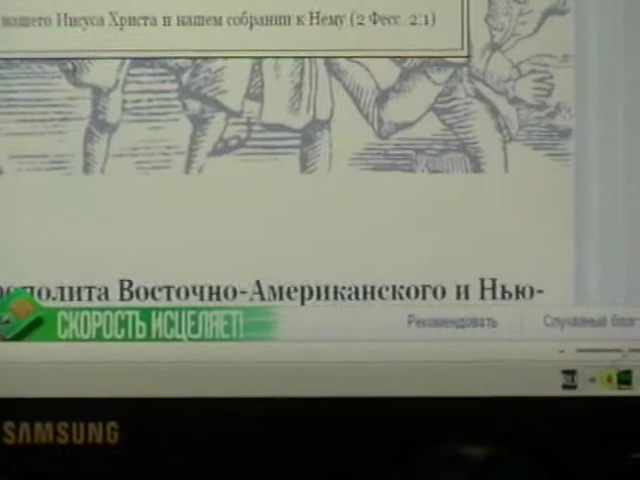 нашего Иисуса Христа и нашем собрании к Нему (2 Фесс. 2:1)
рополита Восточно-Американского и Нью-
СКОРОСТЬ ИСЦЕЛЯЕТ!
Рекомендовать
Случайный блог
SAMSUNG